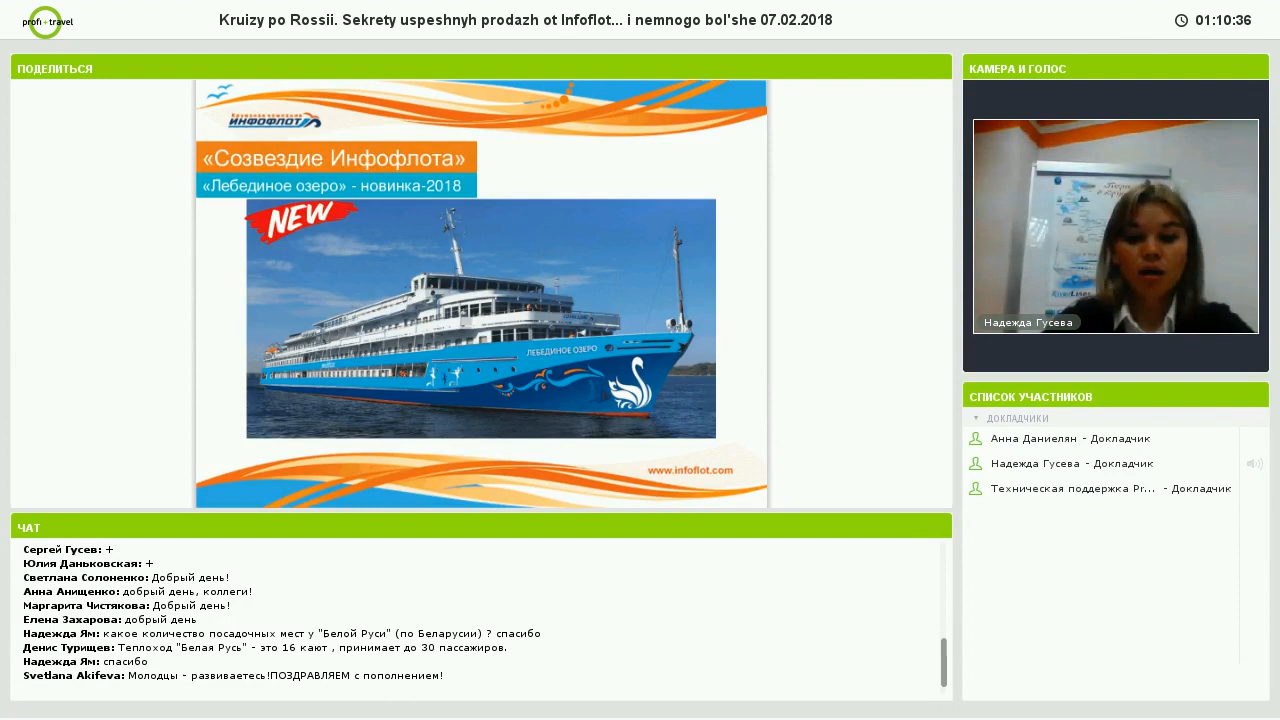 profi + travel
Kruizy po Rossii. Sekrety uspeshnyh prodazh ot Infoflot... i nemnogo bol'she 07.02.2018
01:10:36
ПОДЕЛИТЬСЯ
Круизная компания
ИНФОФЛОТ
«Созвездие Инфофлота»
«Лебединое озеро» - новинка-2018
NEW
ЛЕБЕДИНОЕ ОЗЕРО
www.infoflot.com
КАМЕРА И ГОЛОС
Надежда Гусева
СПИСОК УЧАСТНИКОВ
ДОКЛАДЧИКИ
Анна Даниелян - Докладчик
Надежда Гусева - Докладчик
Техническая поддержка Pr... - Докладчик
ЧАТ
Сергей Гусев: +
Юлия Даньковская: +
Светлана Солоненко: Добрый день!
Анна Анищенко: добрый день, коллеги!
Маргарита Чистякова: Добрый день!
Елена Захарова: добрый день
Надежда Ям: какое количество посадочных мест у "Белой Руси" (по Беларусии) ? спасибо
Денис Турищев: Теплоход "Белая Русь" - это 16 кают , принимает до 30 пассажиров.
Надежда Ям: спасибо
Svetlana Akifeva: Молодцы - развиваетесь!ПОЗДРАВЛЯЕМ с пополнением!